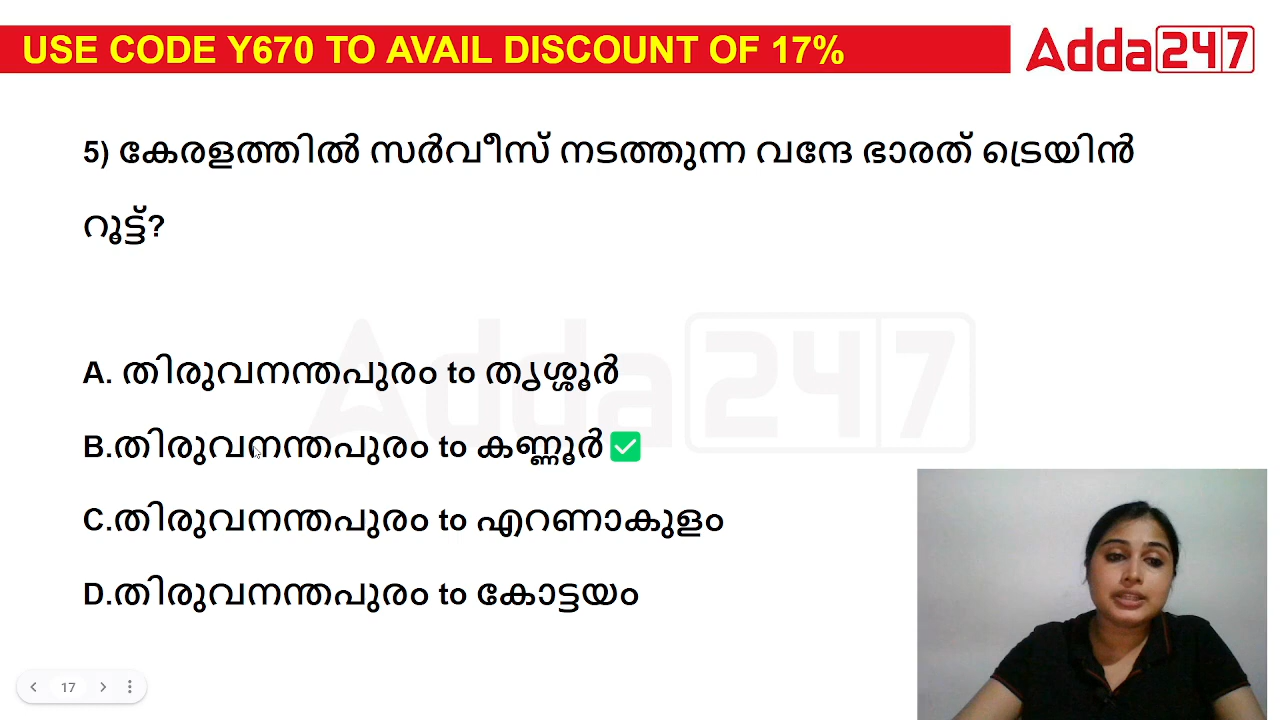 USE CODE Y670 TO AVAIL DISCOUNT OF 17%
Adda247
5) കേരളത്തിൽ സർവീസ് നടത്തുന്ന വന്ദേ ഭാരത് ട്രെയിൻ
റൂട്ട്?
Adda247
A. തിരുവനന്തപുരം to തൃശ്ശൂർ
B.തിരുവനന്തപുരം to കണ്ണൂർ ✅
C.തിരുവനന്തപുരം to എറണാകുളം
D.തിരുവനന്തപുരം to കോട്ടയം
17